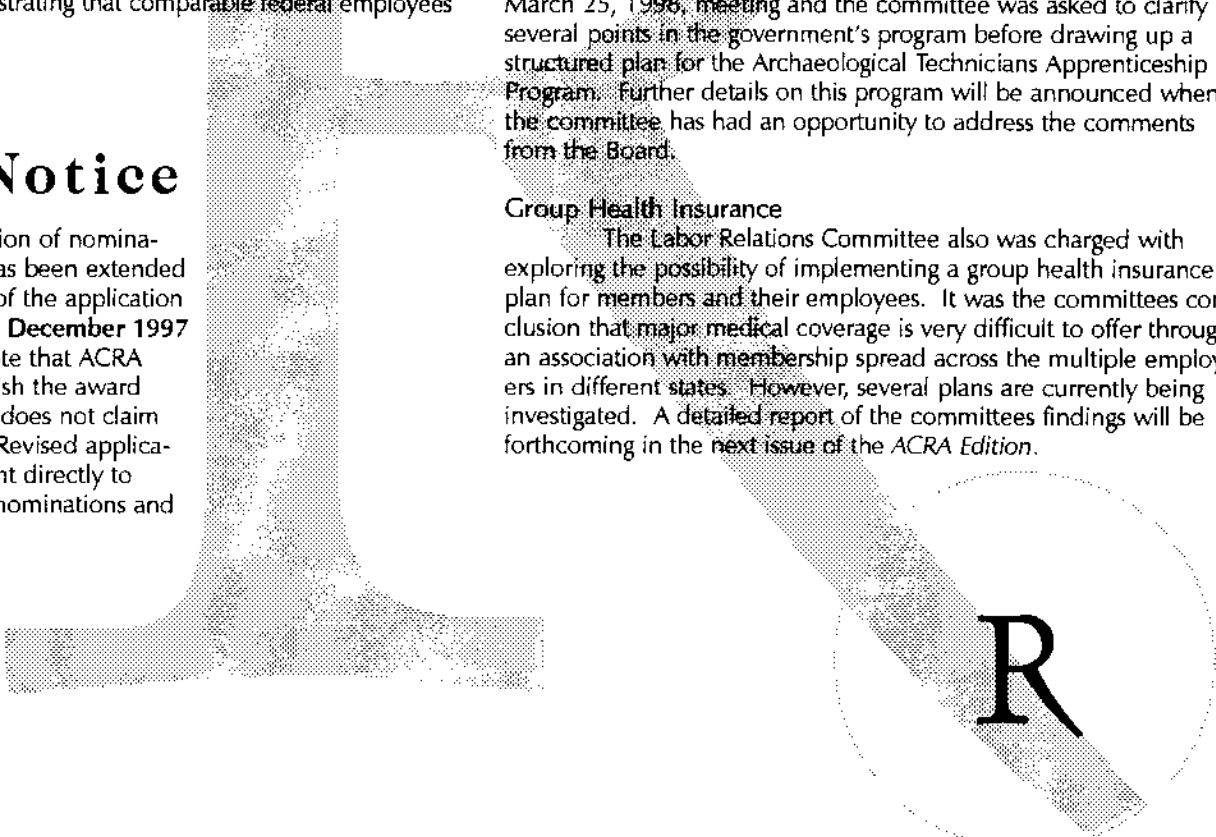 strating that comparable federal employees
Notice
ion of nomina-
as been extended
of the application
December 1997
te that ACRA
sh the award
does not claim
Revised applica-
nt directly to
nominations and
March 25, 1998, meeting and the committee was asked to clarify
several points in the government's program before drawing up a
structured plan for the Archaeological Technicians Apprenticeship
Program. Further details on this program will be announced when
the committee has had an opportunity to address the comments
from the Board.
Group Health Insurance
The Labor Relations Committee also was charged with
exploring the possibility of implementing a group health insurance
plan for members and their employees. It was the committees con
clusion that major medical coverage is very difficult to offer throug
an association with membership spread across the multiple employ
ers in different states. However, several plans are currently being
investigated. A detailed report of the committees findings will be
forthcoming in the next issue of the ACRA Edition.
R